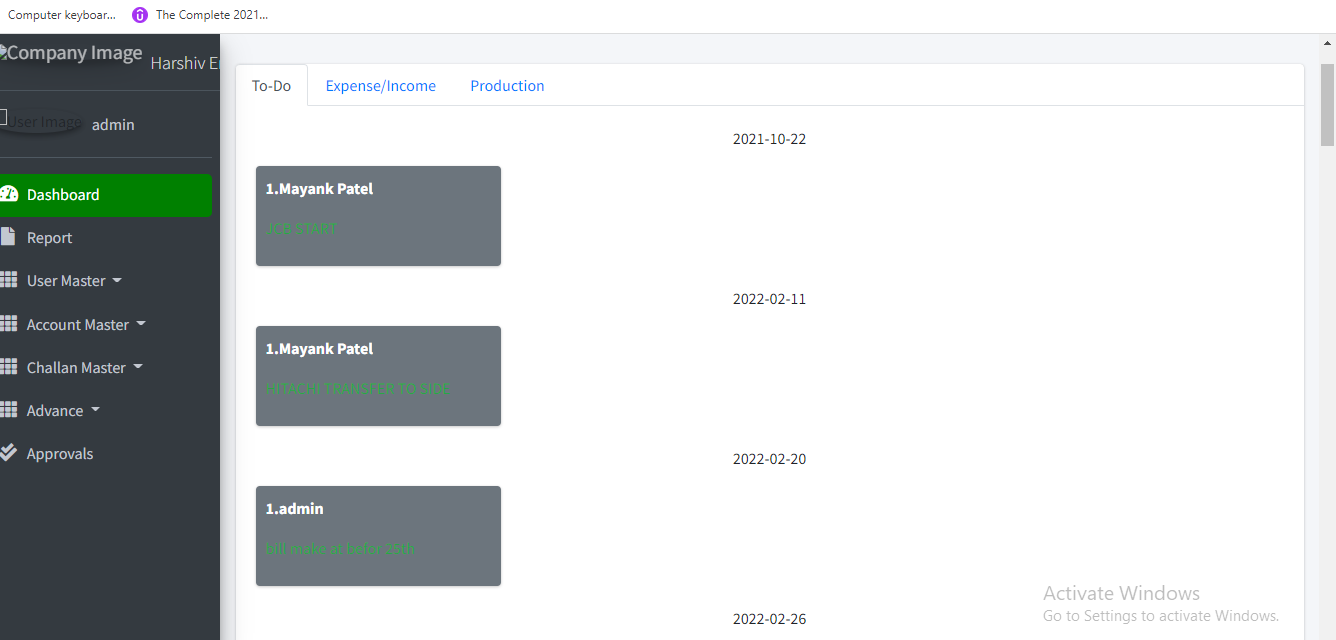 Computer keyboar...
The Complete 2021...
Company Image
Harshiv E
User Image
admin
Dashboard
Report
User Master
Account Master
Challan Master
Advance
Approvals
To-Do
Expense/Income
Production
2021-10-22
1.Mayank Patel
JCB START
2022-02-11
1.Mayank Patel
HITACHI TRANSFER TO SIDE
2022-02-20
1.admin
bill make at befor 25th
2022-02-26
Activate Windows
Go to Settings to activate Windows.